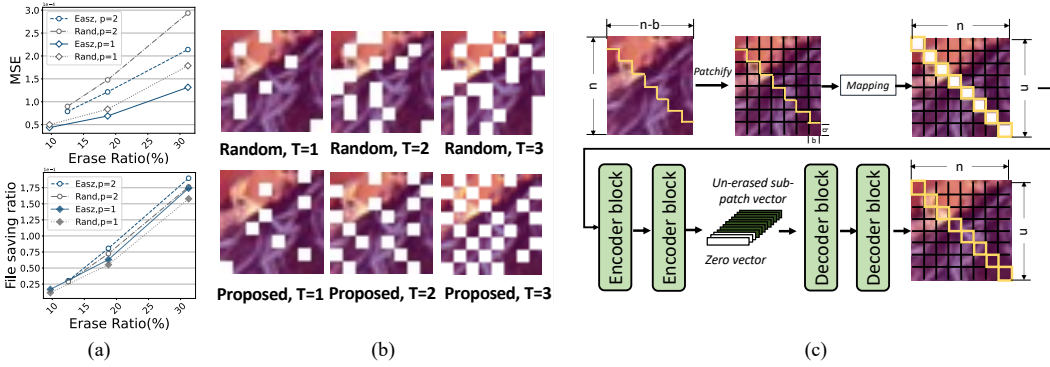 1e-4
3.0
2.5
2.0
1.5
1.0
0.5
MSE
Easz,p=2
Rand,p=2
Easz,p=1
Rand,p=1
10 15 20 25 30
Erase Ratio(%)
1.75
1.50
1.25
1.00
0.75
0.50
0.25
File saving ratio
Easz,p=2
Rand,p=2
Easz,p=1
Rand,p=1
10 15 20 25 30
Erase Ratio(%)
(a)
Random, T=1 Random, T=2 Random, T=3
Proposed, T=1 Proposed, T=2 Proposed, T=3
(b)
n-b
n
Patchify
b
Mapping
n
n
Encoder block
Encoder block
Un-erased sub-
patch vector
Zero vector
Decoder block
Decoder block
n
n
(c)